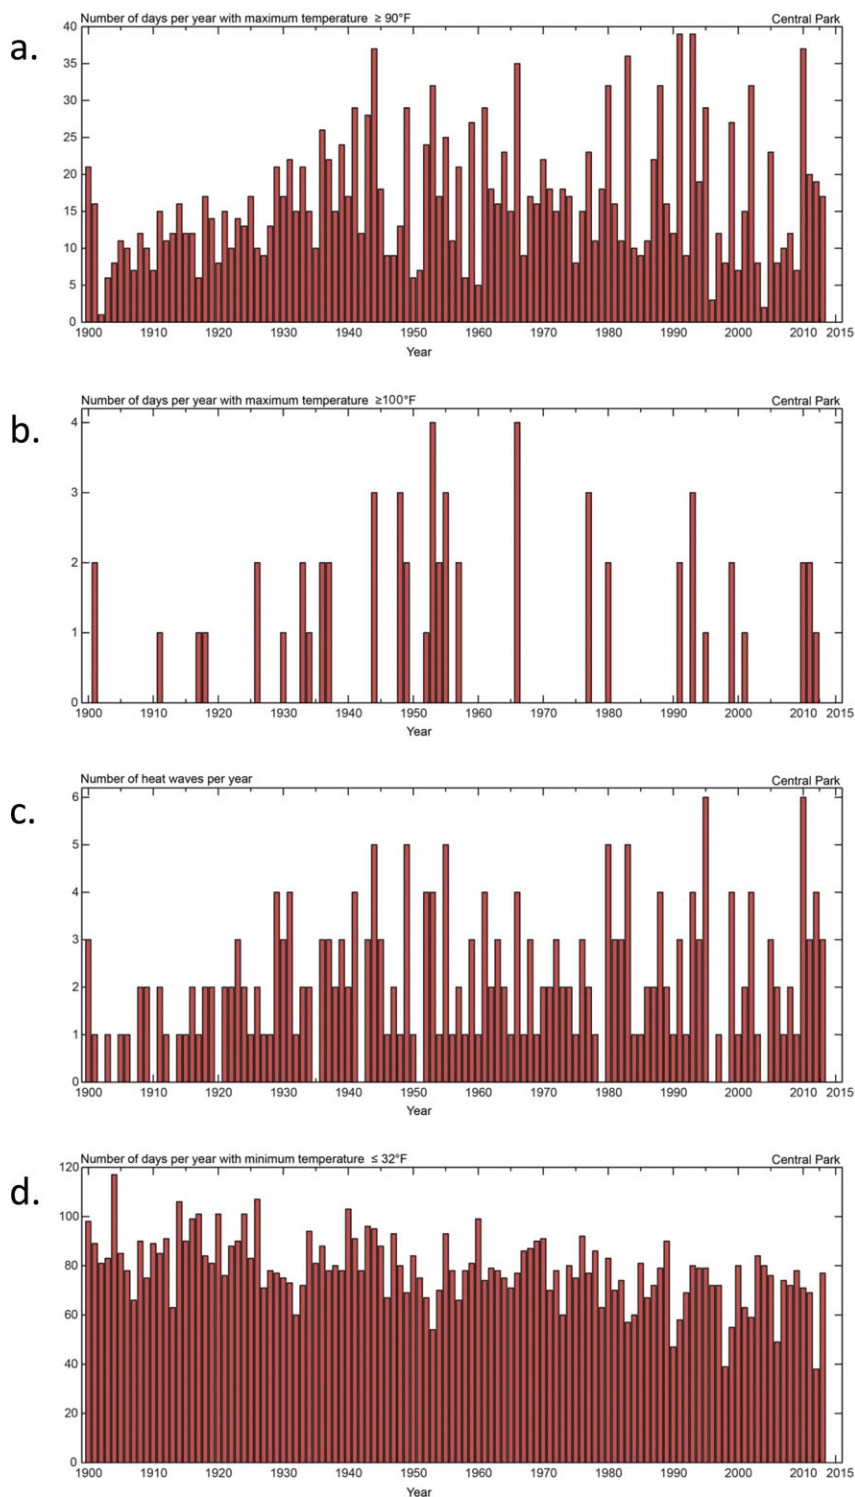 a.
Number of days per year with maximum temperature ≥ 90°F Central Park
40
35
30
25
20
15
10
5
0
1900 1910 1920 1930 1940 1950 1960 1970 1980 1990 2000 2010 2015
Year
b.
Number of days per year with maximum temperature ≥100°F Central Park
4
3
2
1
0
1900 1910 1920 1930 1940 1950 1960 1970 1980 1990 2000 2010 2015
Year
c.
Number of heat waves per year Central Park
6
5
4
3
2
1
0
1900 1910 1920 1930 1940 1950 1960 1970 1980 1990 2000 2010 2015
Year
d.
Number of days per year with minimum temperature ≤ 32°F Central Park
120
100
80
60
40
20
0
1900 1910 1920 1930 1940 1950 1960 1970 1980 1990 2000 2010 2015
Year